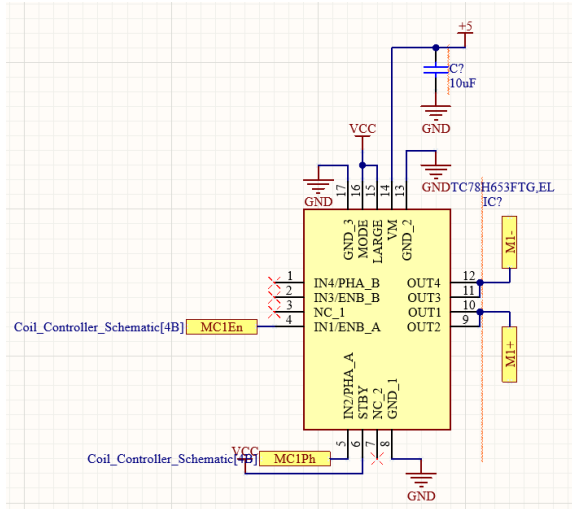 +5
C?
10uF
GND
VCC
GND
GND
TC78H653FTG,EL
IC?
17
16
15
14
13
GND_3
MODE
LARGE
VM
GND_2
M1-
1
IN4/PHA_B
OUT4
12
2
IN3/ENB_B
OUT3
11
3
NC_1
OUT1
10
Coil_Controller_Schematic[4B]
MC1En
4
IN1/ENB_A
OUT2
9
M1+
IN2/PHA_A
STBY
NC_2
GND_1
5
6
7
8
VCC
Coil_Controller_Schematic[4B]
MC1Ph
GND